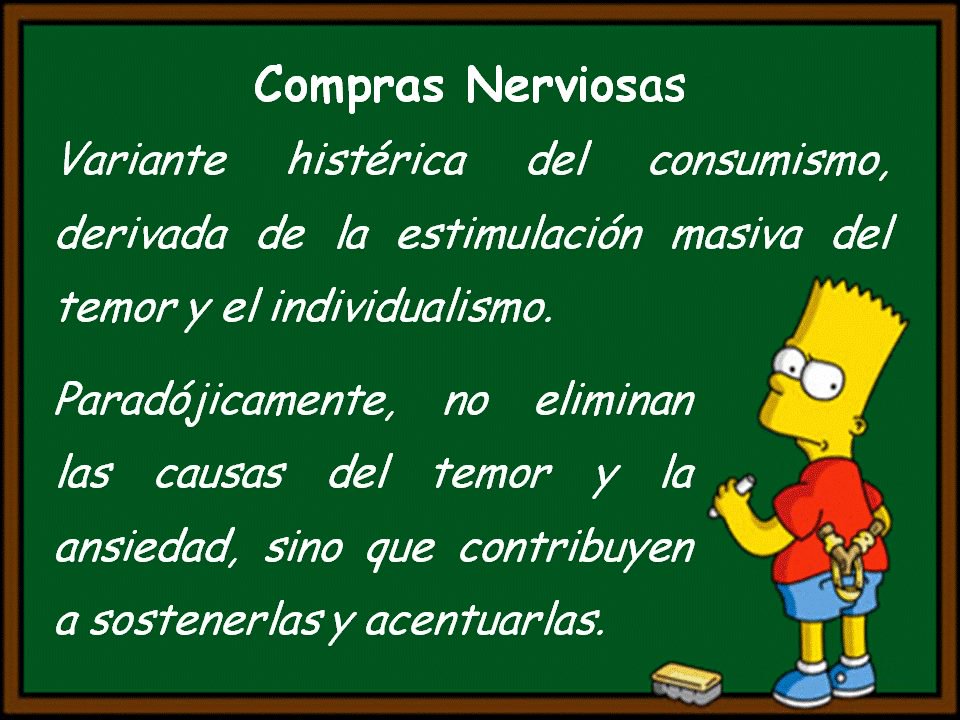 Compras Nerviosas
Variante histérica del consumismo,
derivada de la estimulación masiva del
temor y el individualismo.
Paradójicamente, no eliminan
las causas del temor y la
ansiedad, sino que contribuyen
a sostenerlas y acentuarlas.